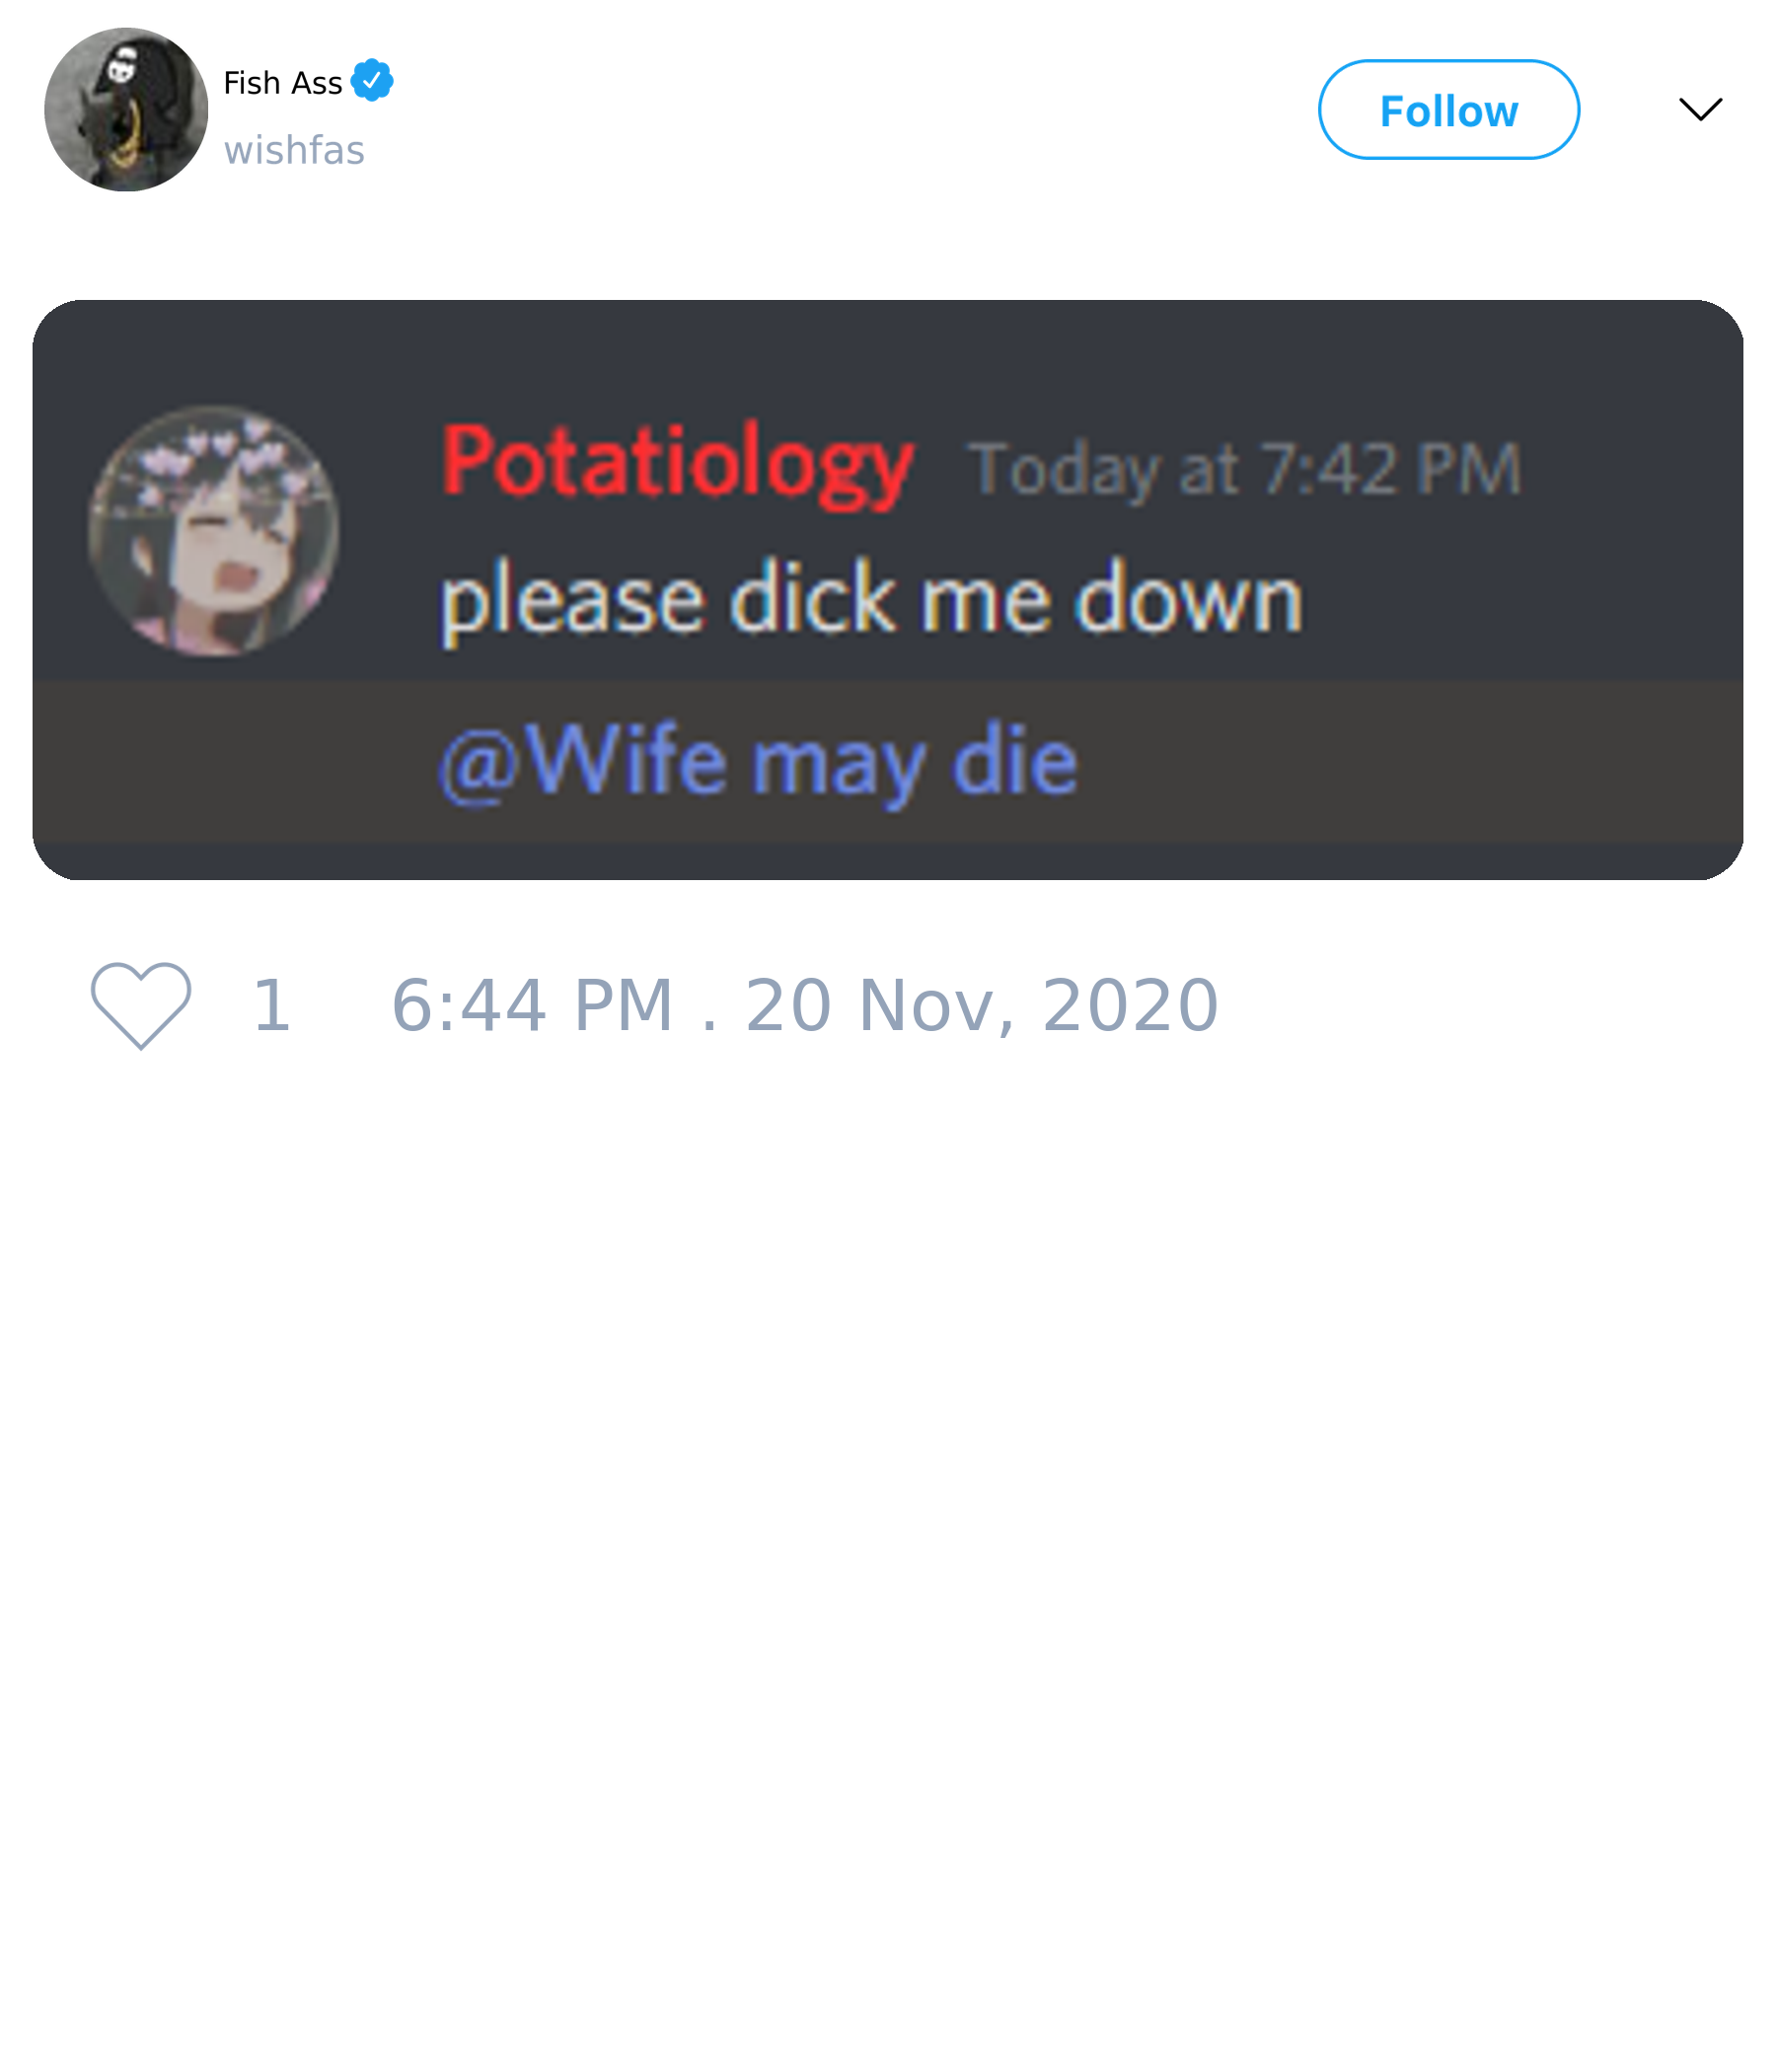 Fish Ass
wishfas
Follow
Potatiology Today at 7:42 PM
please dick me down
@Wife may die
1 6:44 PM . 20 Nov, 2020